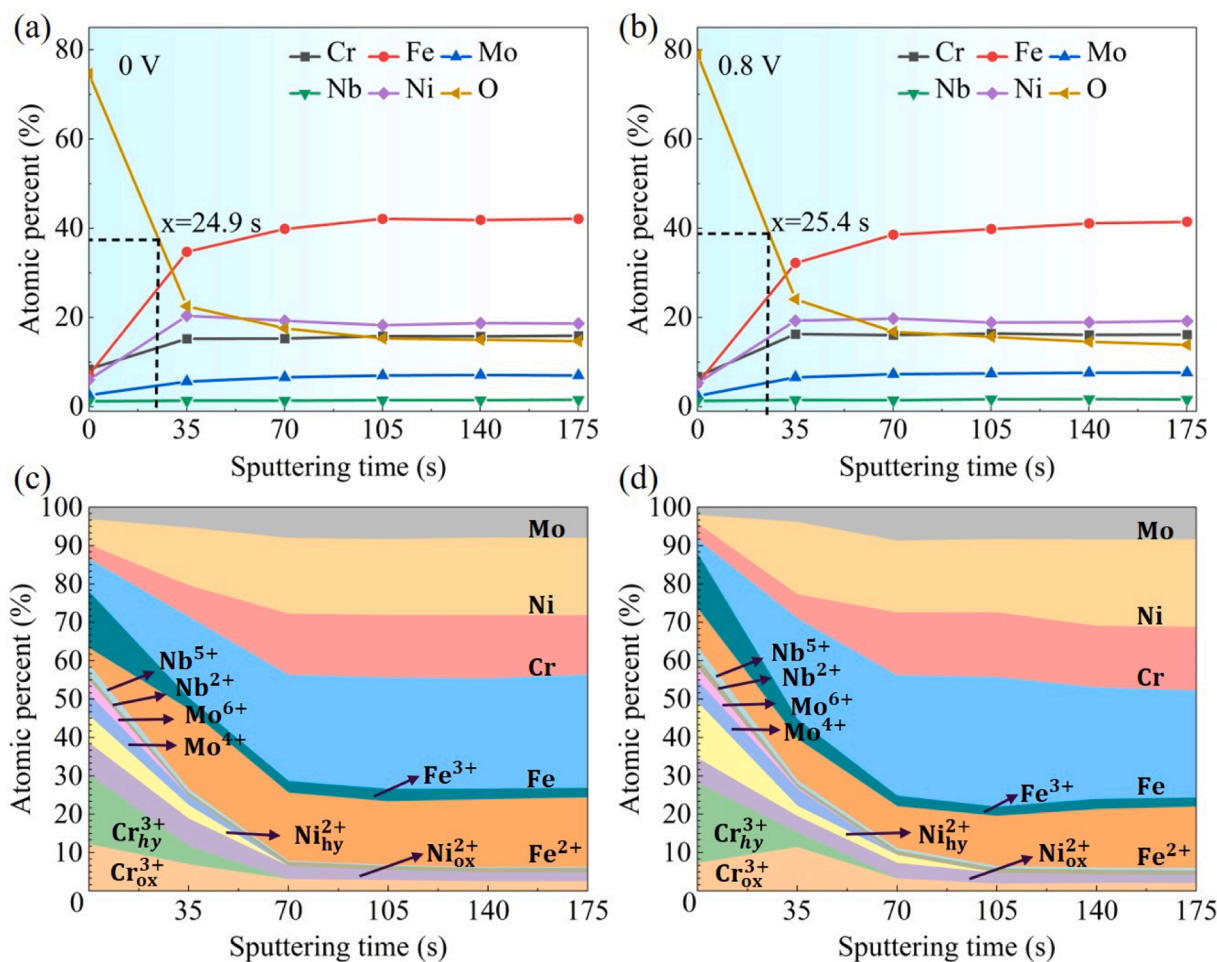 (a)
0 V
Cr Fe Mo
Nb Ni O
x=24.9 s
Atomic percent (%)
80
60
40
20
0
0 35 70 105 140 175
Sputtering time (s)
(b)
0.8 V
Cr Fe Mo
Nb Ni O
x=25.4 s
Atomic percent (%)
80
60
40
20
0
0 35 70 105 140 175
Sputtering time (s)
(c)
Atomic percent (%)
100
90
80
70
60
50
40
30
20
10
0
Mo
Ni
Cr
Nb⁵⁺
Nb²⁺
Mo⁶⁺
Mo⁴⁺
Fe³⁺
Fe
Cr³⁺hy
Ni²⁺hy
Ni²⁺ox
Fe²⁺
Cr³⁺ox
0 35 70 105 140 175
Sputtering time (s)
(d)
Atomic percent (%)
100
90
80
70
60
50
40
30
20
10
0
Mo
Ni
Cr
Nb⁵⁺
Nb²⁺
Mo⁶⁺
Mo⁴⁺
Fe
Fe³⁺
Cr³⁺hy
Ni²⁺hy
Ni²⁺ox
Fe²⁺
Cr³⁺ox
0 35 70 105 140 175
Sputtering time (s)